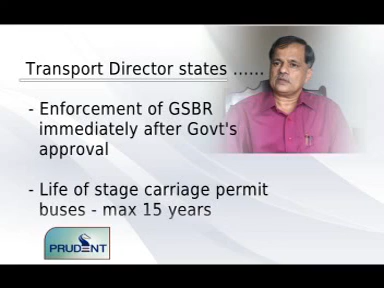 Transport Director states ......
- Enforcement of GSBR
immediately after Govt's
approval
- Life of stage carriage permit
buses - max 15 years
PRUDENT